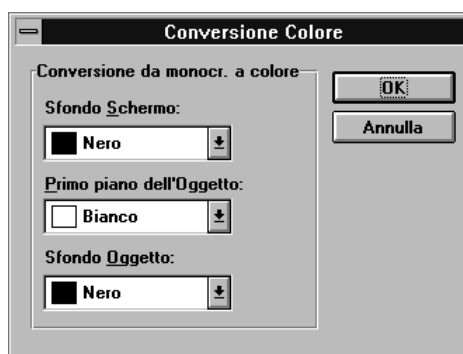 Conversione Colore
Conversione da monocr. a colore
Sfondo Schermo:
Nero
Primo piano dell'Oggetto:
Bianco
Sfondo Oggetto:
Nero
OK
Annulla